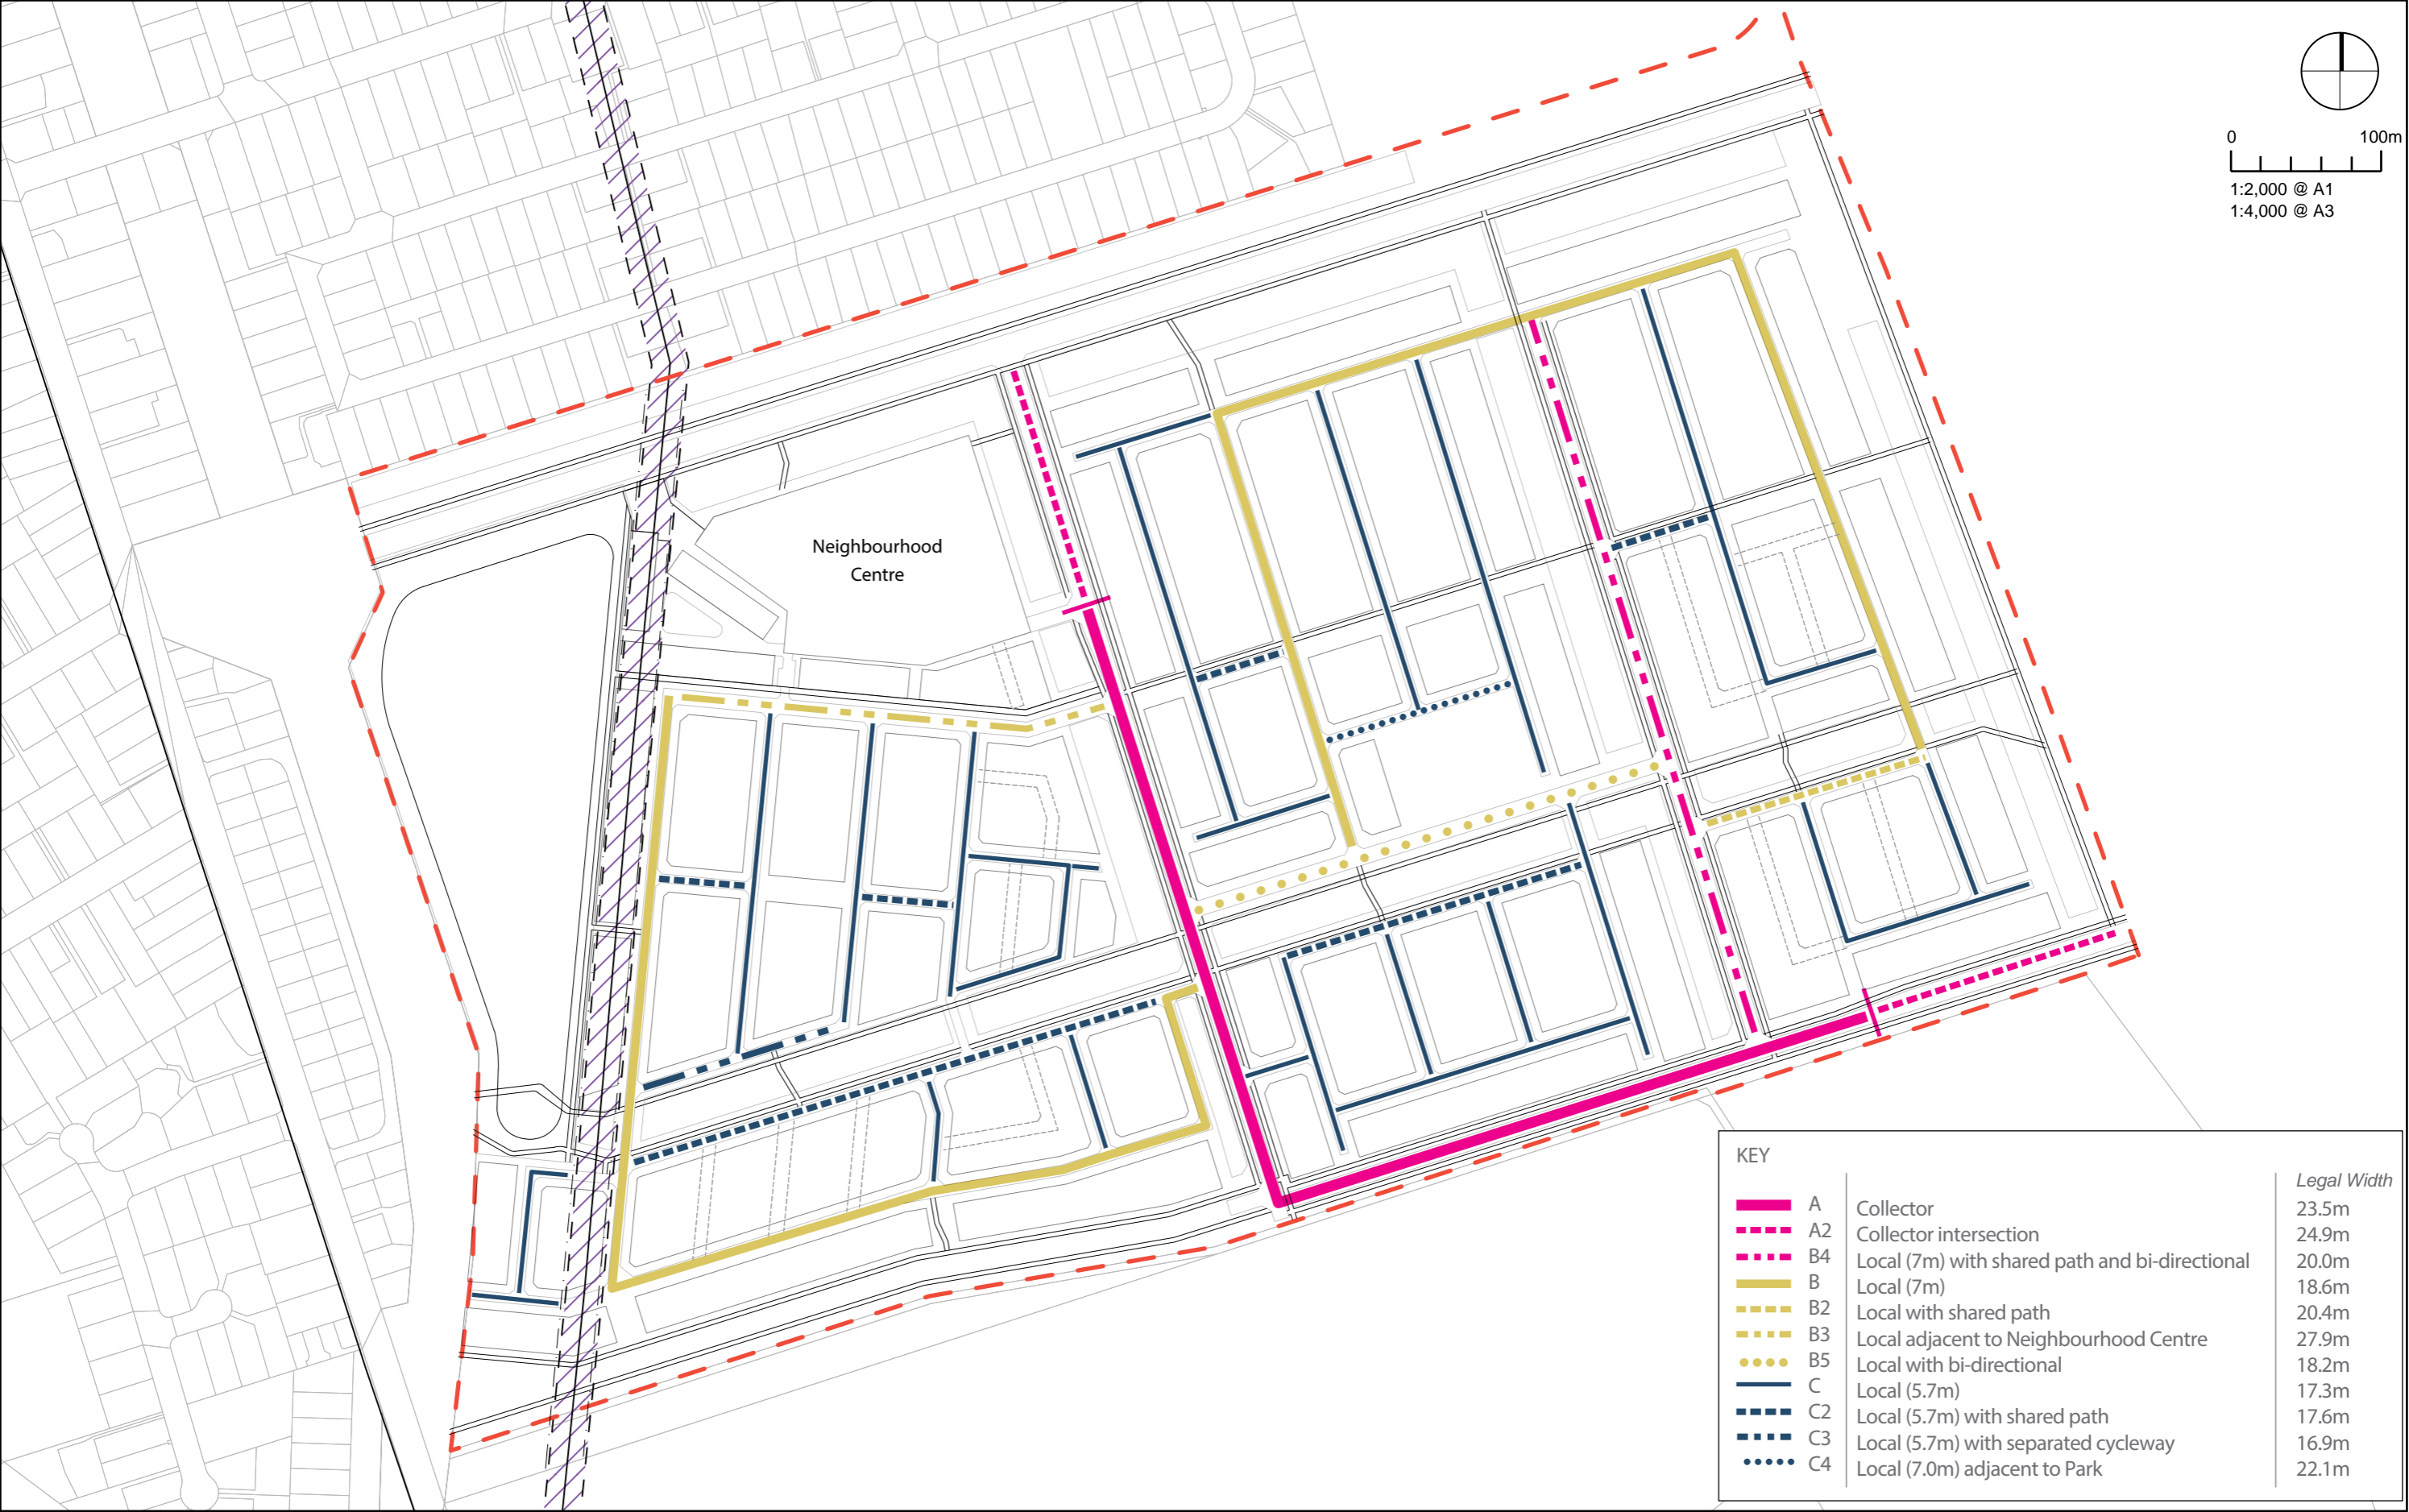 0 100m
1:2,000 @ A1
1:4,000 @ A3
Neighbourhood
Centre
KEY
Legal Width
A Collector 23.5m
A2 Collector intersection 24.9m
B4 Local (7m) with shared path and bi-directional 20.0m
B Local (7m) 18.6m
B2 Local with shared path 20.4m
B3 Local adjacent to Neighbourhood Centre 27.9m
B5 Local with bi-directional 18.2m
C Local (5.7m) 17.3m
C2 Local (5.7m) with shared path 17.6m
C3 Local (5.7m) with separated cycleway 16.9m
C4 Local (7.0m) adjacent to Park 22.1m